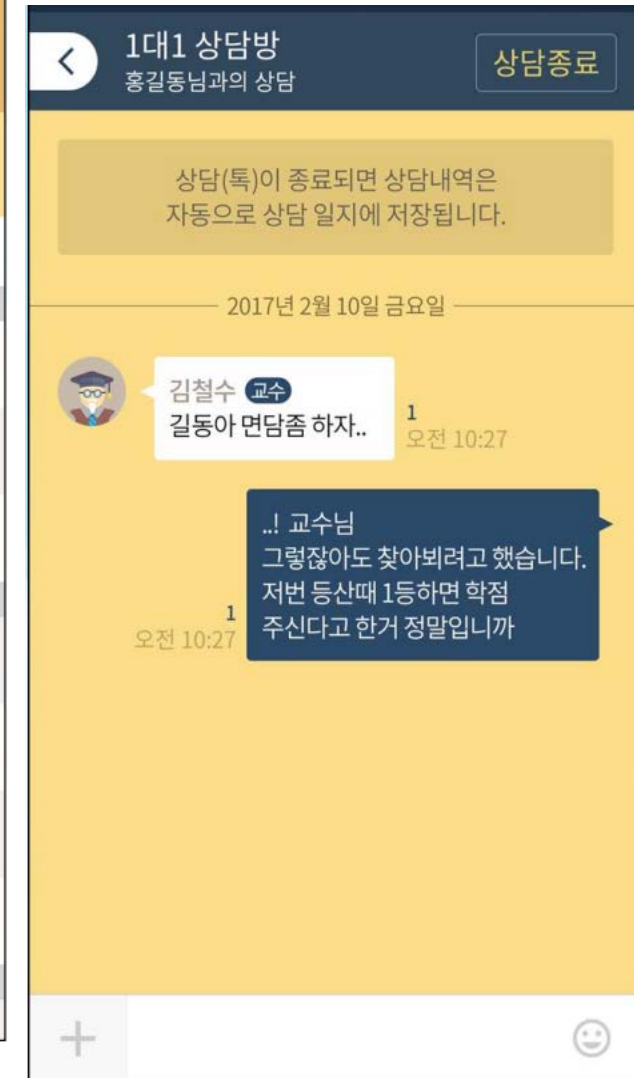 1대1 상담방
홍길동님과의 상담
상담종료
상담(톡)이 종료되면 상담내역은
자동으로 상담 일지에 저장됩니다.
2017년 2월 10일 금요일
김철수 교수
길동아 면담좀 하자..
1
오전 10:27
..! 교수님
그렇잖아도 찾아뵈려고 했습니다.
저번 등산때 1등하면 학점
주신다고 한거 정말입니까
1
오전 10:27